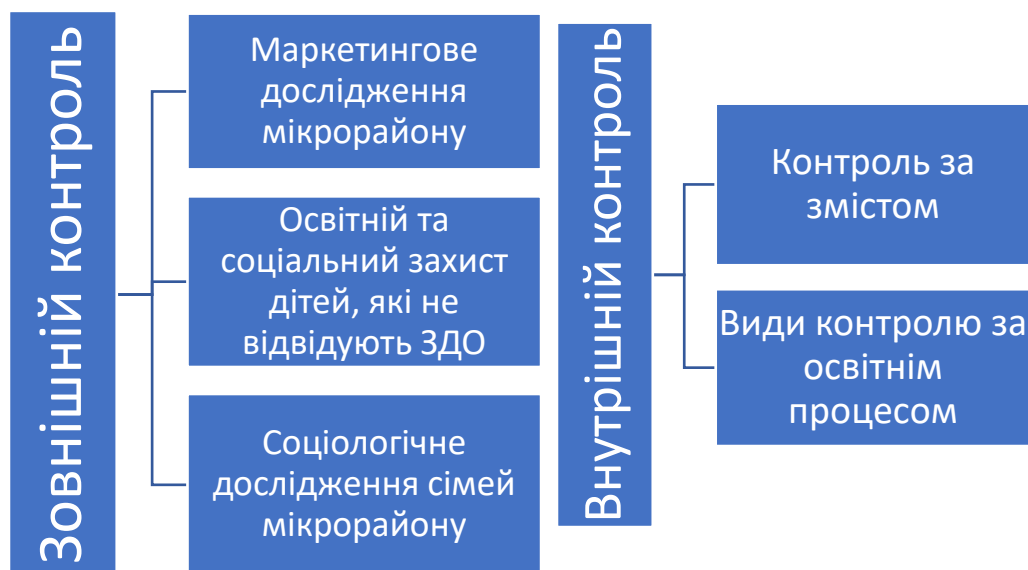 Зовнішній контроль
Маркетингове
дослідження
мікрорайону
Освітній та
соціальний захист
дітей, які не
відвідують ЗДО
Соціологічне
дослідження сімей
мікрорайону
Внутрішній контроль
Контроль за
змістом
Види контролю за
освітнім
процесом